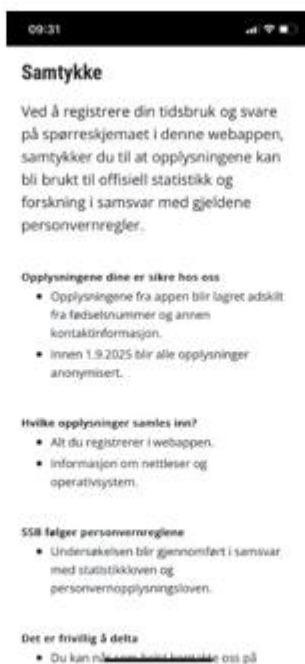 09:31
Samtykke
Ved å registrere din tidsbruk og svare
på spørreskjemaet i denne webappen,
samtykker du til at opplysningene kan
bli brukt til offisiell statistikk og
forskning i samsvar med gjeldene
personvernregler.
Opplysningene dine er sikre hos oss
• Opplysningene fra appen blir lagret adskilt
fra fødselsnummer og annen
kontaktinformasjon.
• Innen 1.9.2025 blir alle opplysninger
anonymisert.
Hvilke opplysninger samles inn?
• Alt du registrerer i webappen.
• Informasjon om nettleser og
operativsystem.
SSB følger personvernreglene
• Undersøkelsen blir gjennomført i samsvar
med statistikkloven og
personvernopplysningsloven.
Det er frivillig å delta
• Du kan når som helst kontakte oss på